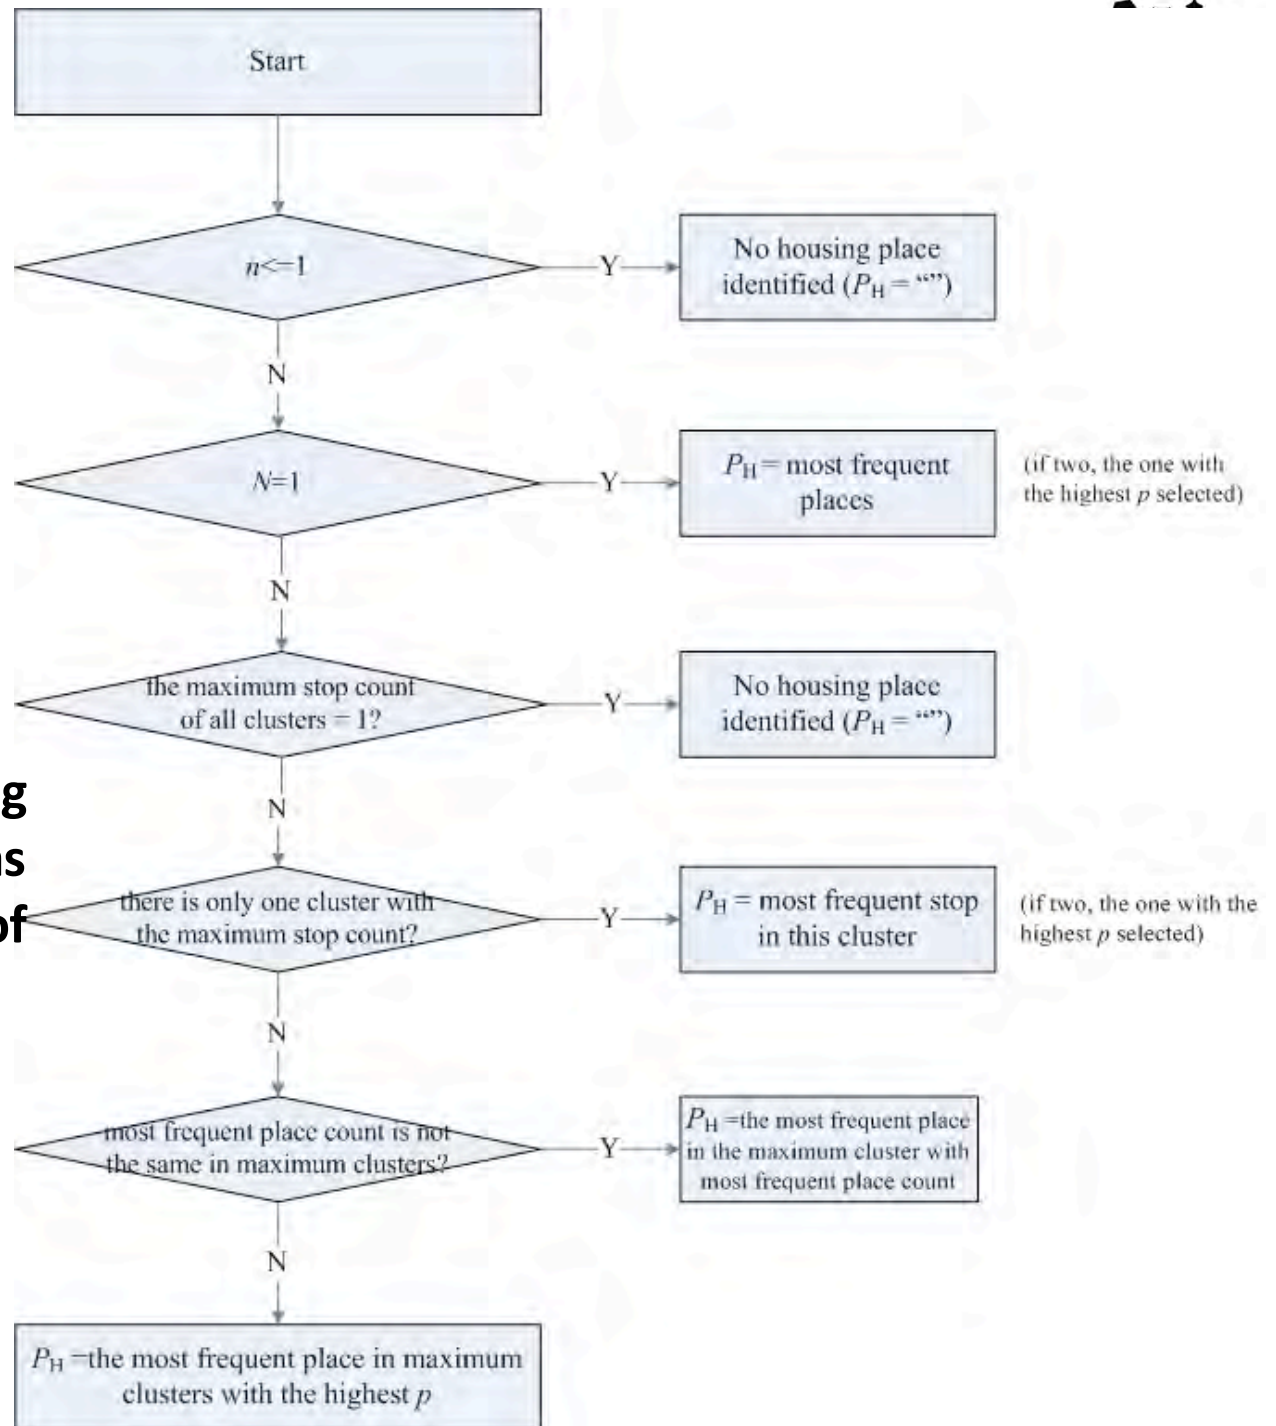 Start
n<=1
Y
No housing place
identified (PH = “”)
N
N=1
Y
PH = most frequent
places
(if two, the one with
the highest p selected)
N
the maximum stop count
of all clusters = 1?
Y
No housing place
identified (PH = “”)
N
there is only one cluster with
the maximum stop count?
Y
PH = most frequent stop
in this cluster
(if two, the one with the
highest p selected)
N
most frequent place count is not
the same in maximum clusters?
Y
PH =the most frequent place
in the maximum cluster with
most frequent place count
N
PH =the most frequent place in maximum
clusters with the highest p
g
s
of